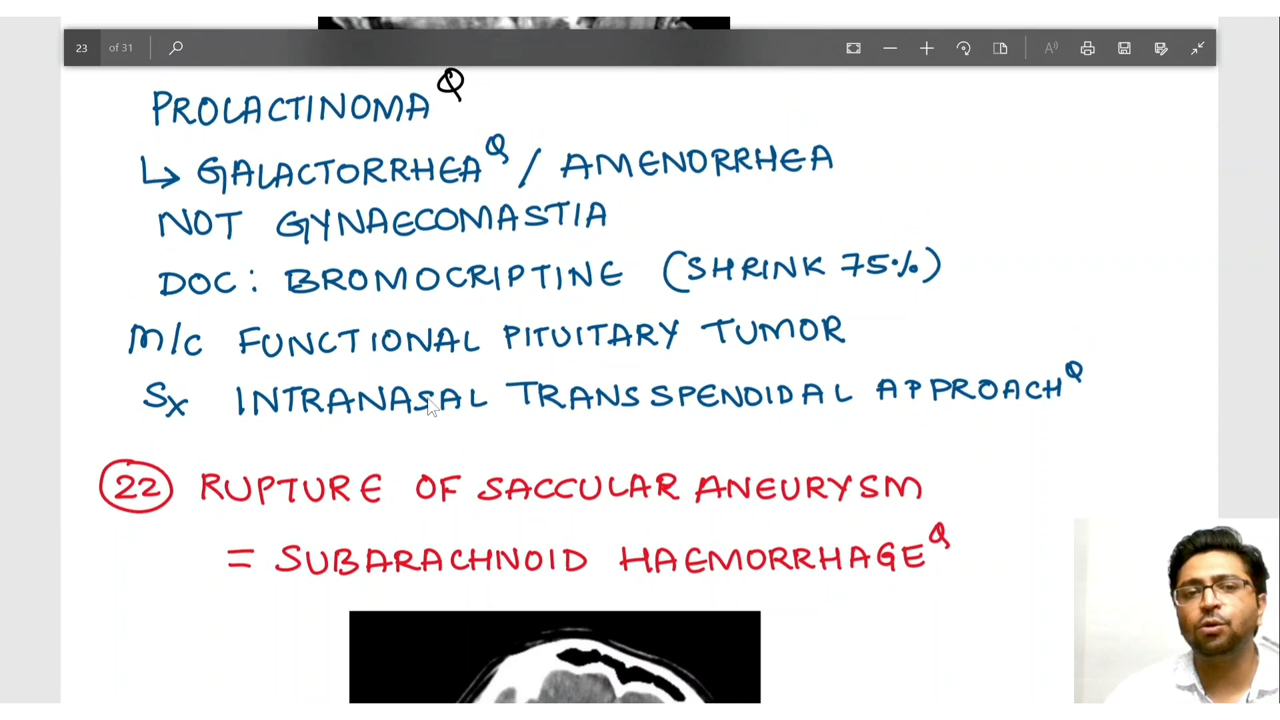 23 of 31
PROLACTINOMA Q
↳ GALACTORRHEA Q / AMENORRHEA
NOT GYNAECOMASTIA
DOC: BROMOCRIPTINE (SHRINK 75%)
M/C FUNCTIONAL PITUITARY TUMOR
Sx INTRANASAL TRANSSPENOIDAL APPROACH Q
22 RUPTURE OF SACCULAR ANEURYSM
= SUBARACHNOID HAEMORRHAGE Q